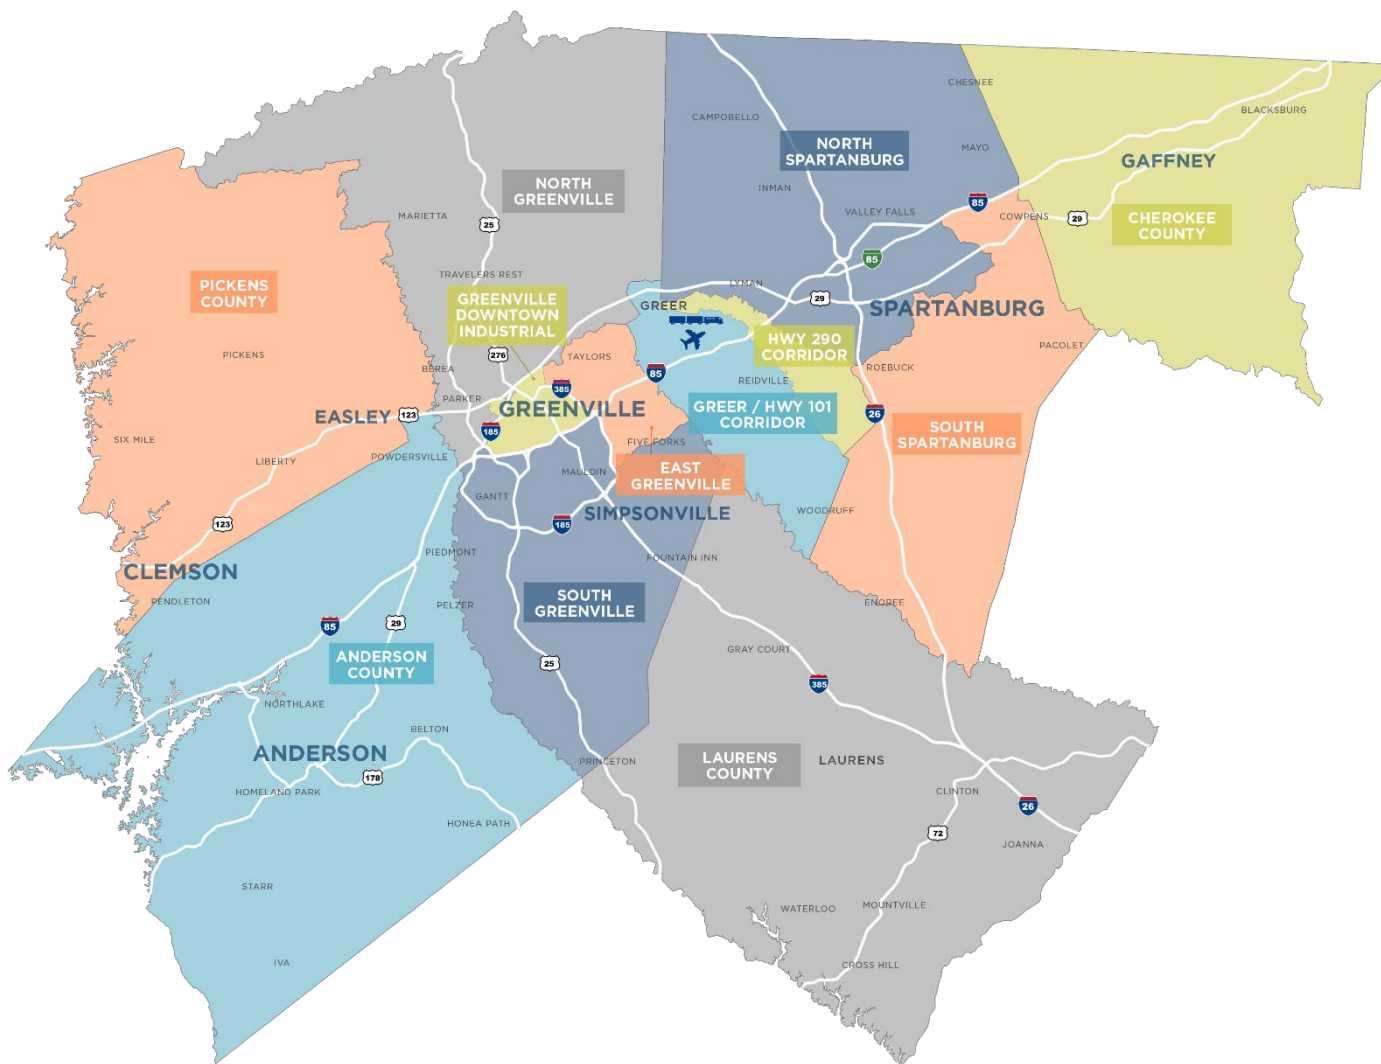 CHESNEE
BLACKSBURG
CAMPOBELLO
NORTH
SPARTANBURG
MAYO
GAFFNEY
INMAN
NORTH
GREENVILLE
85
VALLEY FALLS
COWPENS
29
CHEROKEE
COUNTY
MARIETTA
25
85
TRAVELERS REST
PICKENS
COUNTY
LYMAN
29
SPARTANBURG
GREENVILLE
DOWNTOWN
INDUSTRIAL
GREER
HWY 290
CORRIDOR
PACOLET
PICKENS
276
TAYLORS
BEREA
85
REIDVILLE
ROEBUCK
385
PARKER
GREENVILLE
GREER / HWY 101
CORRIDOR
26
EASLEY
123
185
SOUTH
SPARTANBURG
SIX MILE
FIVE FORKS
POWDERSVILLE
LIBERTY
MAULDIN
EAST
GREENVILLE
GANTT
SIMPSONVILLE
WOODRUFF
123
185
PIEDMONT
FOUNTAIN INN
CLEMSON
PENDLETON
PELZER
SOUTH
GREENVILLE
ENOREE
85
29
GRAY COURT
ANDERSON
COUNTY
25
385
NORTHLAKE
BELTON
ANDERSON
PRINCETON
LAURENS
COUNTY
LAURENS
178
HOMELAND PARK
CLINTON
26
HONEA PATH
72
JOANNA
STARR
WATERLOO
MOUNTVILLE
IVA
CROSS HILL